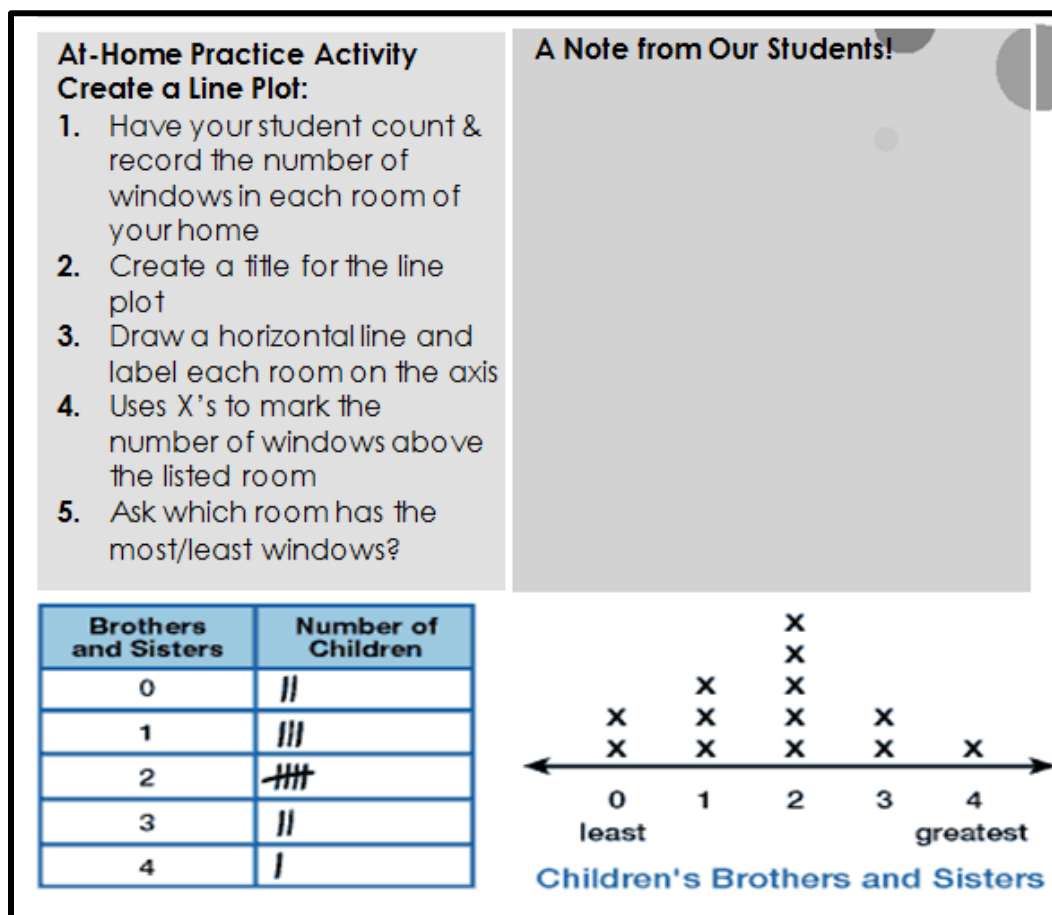 At-Home Practice Activity
Create a Line Plot:
1. Have your student count &
record the number of
windows in each room of
your home
2. Create a title for the line
plot
3. Draw a horizontal line and
label each room on the axis
4. Uses X's to mark the
number of windows above
the listed room
5. Ask which room has the
most/least windows?
A Note from Our Students!
Brothers and Sisters Number of Children
0
1
2
3
4
X
X
X X
X X X X
X X X X X
0 1 2 3 4
least greatest
Children's Brothers and Sisters